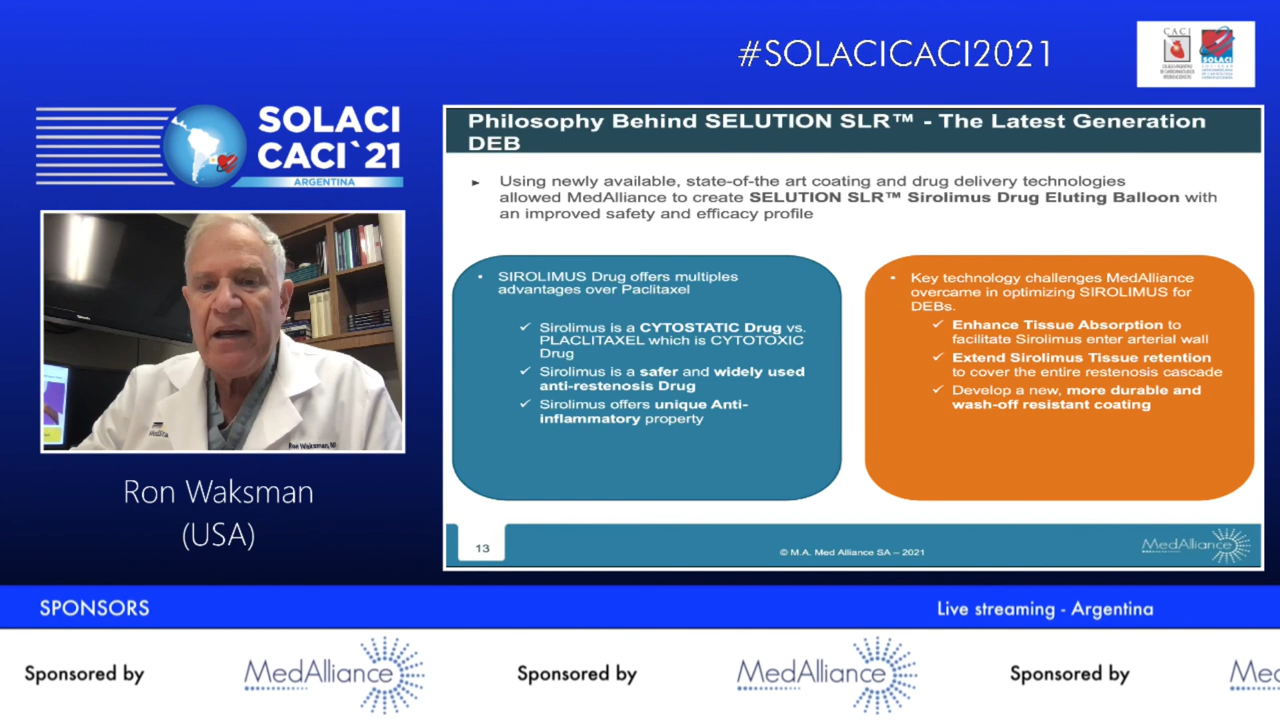 #SOLACICACI2021
CACI
SOLACI
SOLACI
CACI`21
ARGENTINA
Ron Waksman, MD
Ron Waksman
(USA)
Philosophy Behind SELUTION SLR™ - The Latest Generation
DEB
► Using newly available, state-of-the art coating and drug delivery technologies
allowed MedAlliance to create SELUTION SLR™ Sirolimus Drug Eluting Balloon with
an improved safety and efficacy profile
• SIROLIMUS Drug offers multiples
advantages over Paclitaxel
✓ Sirolimus is a CYTOSTATIC Drug vs.
PLACLITAXEL which is CYTOTOXIC
Drug
✓ Sirolimus is a safer and widely used
anti-restenosis Drug
✓ Sirolimus offers unique Anti-
inflammatory property
• Key technology challenges MedAlliance
overcame in optimizing SIROLIMUS for
DEBs.
✓ Enhance Tissue Absorption to
facilitate Sirolimus enter arterial wall
✓ Extend Sirolimus Tissue retention
to cover the entire restenosis cascade
✓ Develop a new, more durable and
wash-off resistant coating
13
© M.A. Med Alliance SA – 2021
MedAlliance
SPONSORS
Live streaming - Argentina
Sponsored by
MedAlliance
Sponsored by
MedAlliance
Sponsored by
Med